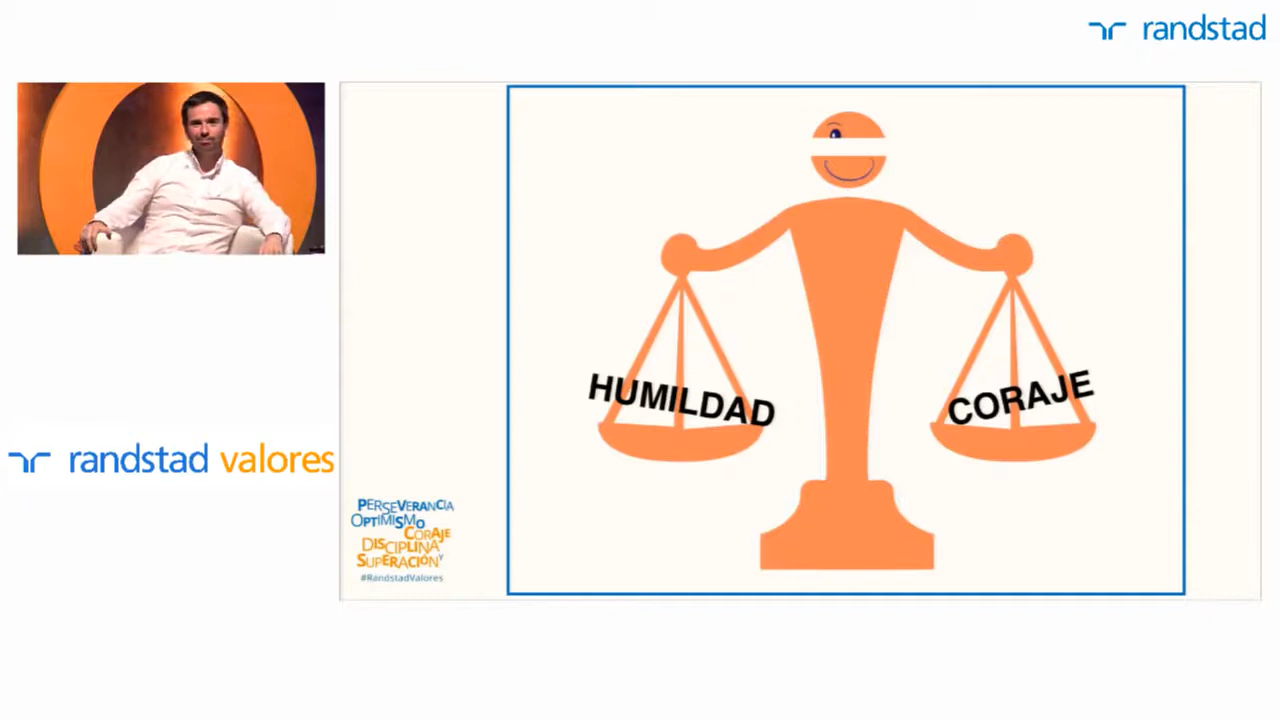 randstad
HUMILDAD
CORAJE
randstad valores
PERSEVERANCIA
OPTIMISMO
CORAJE
DISCIPLINA Y
SUPERACIÓN
#RandstadValores